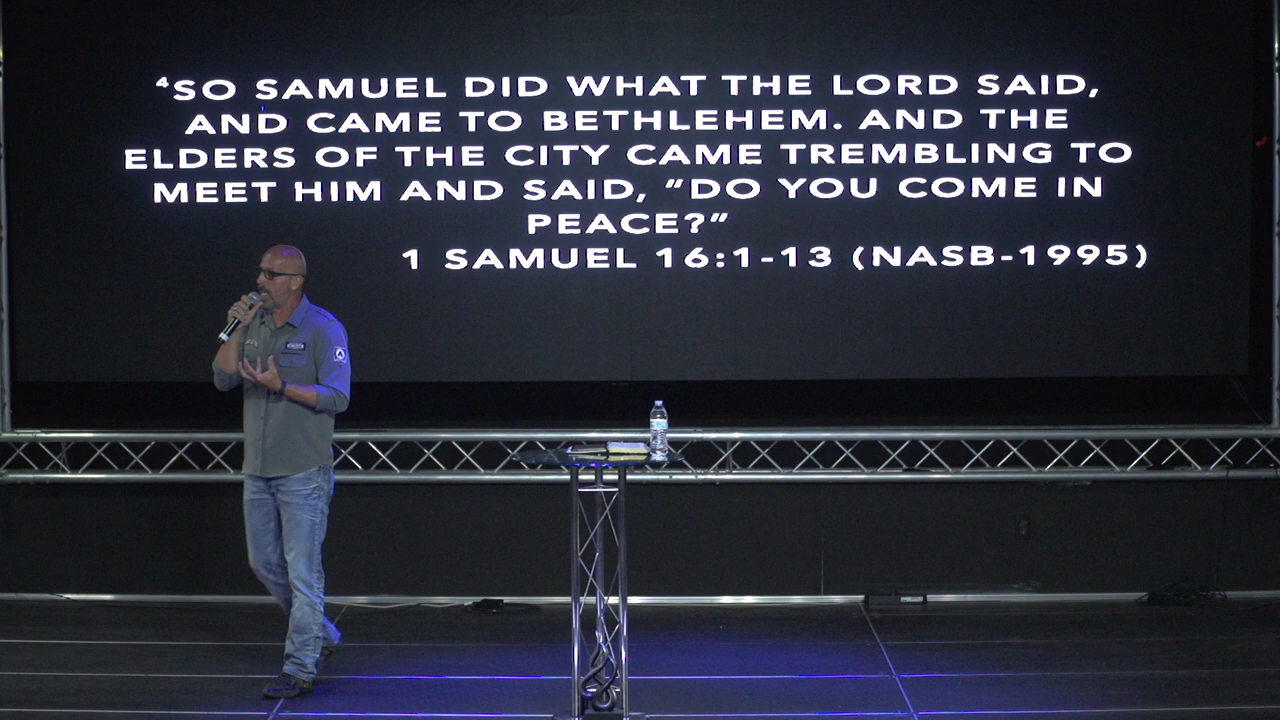 ⁴SO SAMUEL DID WHAT THE LORD SAID,
AND CAME TO BETHLEHEM. AND THE
ELDERS OF THE CITY CAME TREMBLING TO
MEET HIM AND SAID, “DO YOU COME IN
PEACE?”
1 SAMUEL 16:1-13 (NASB-1995)